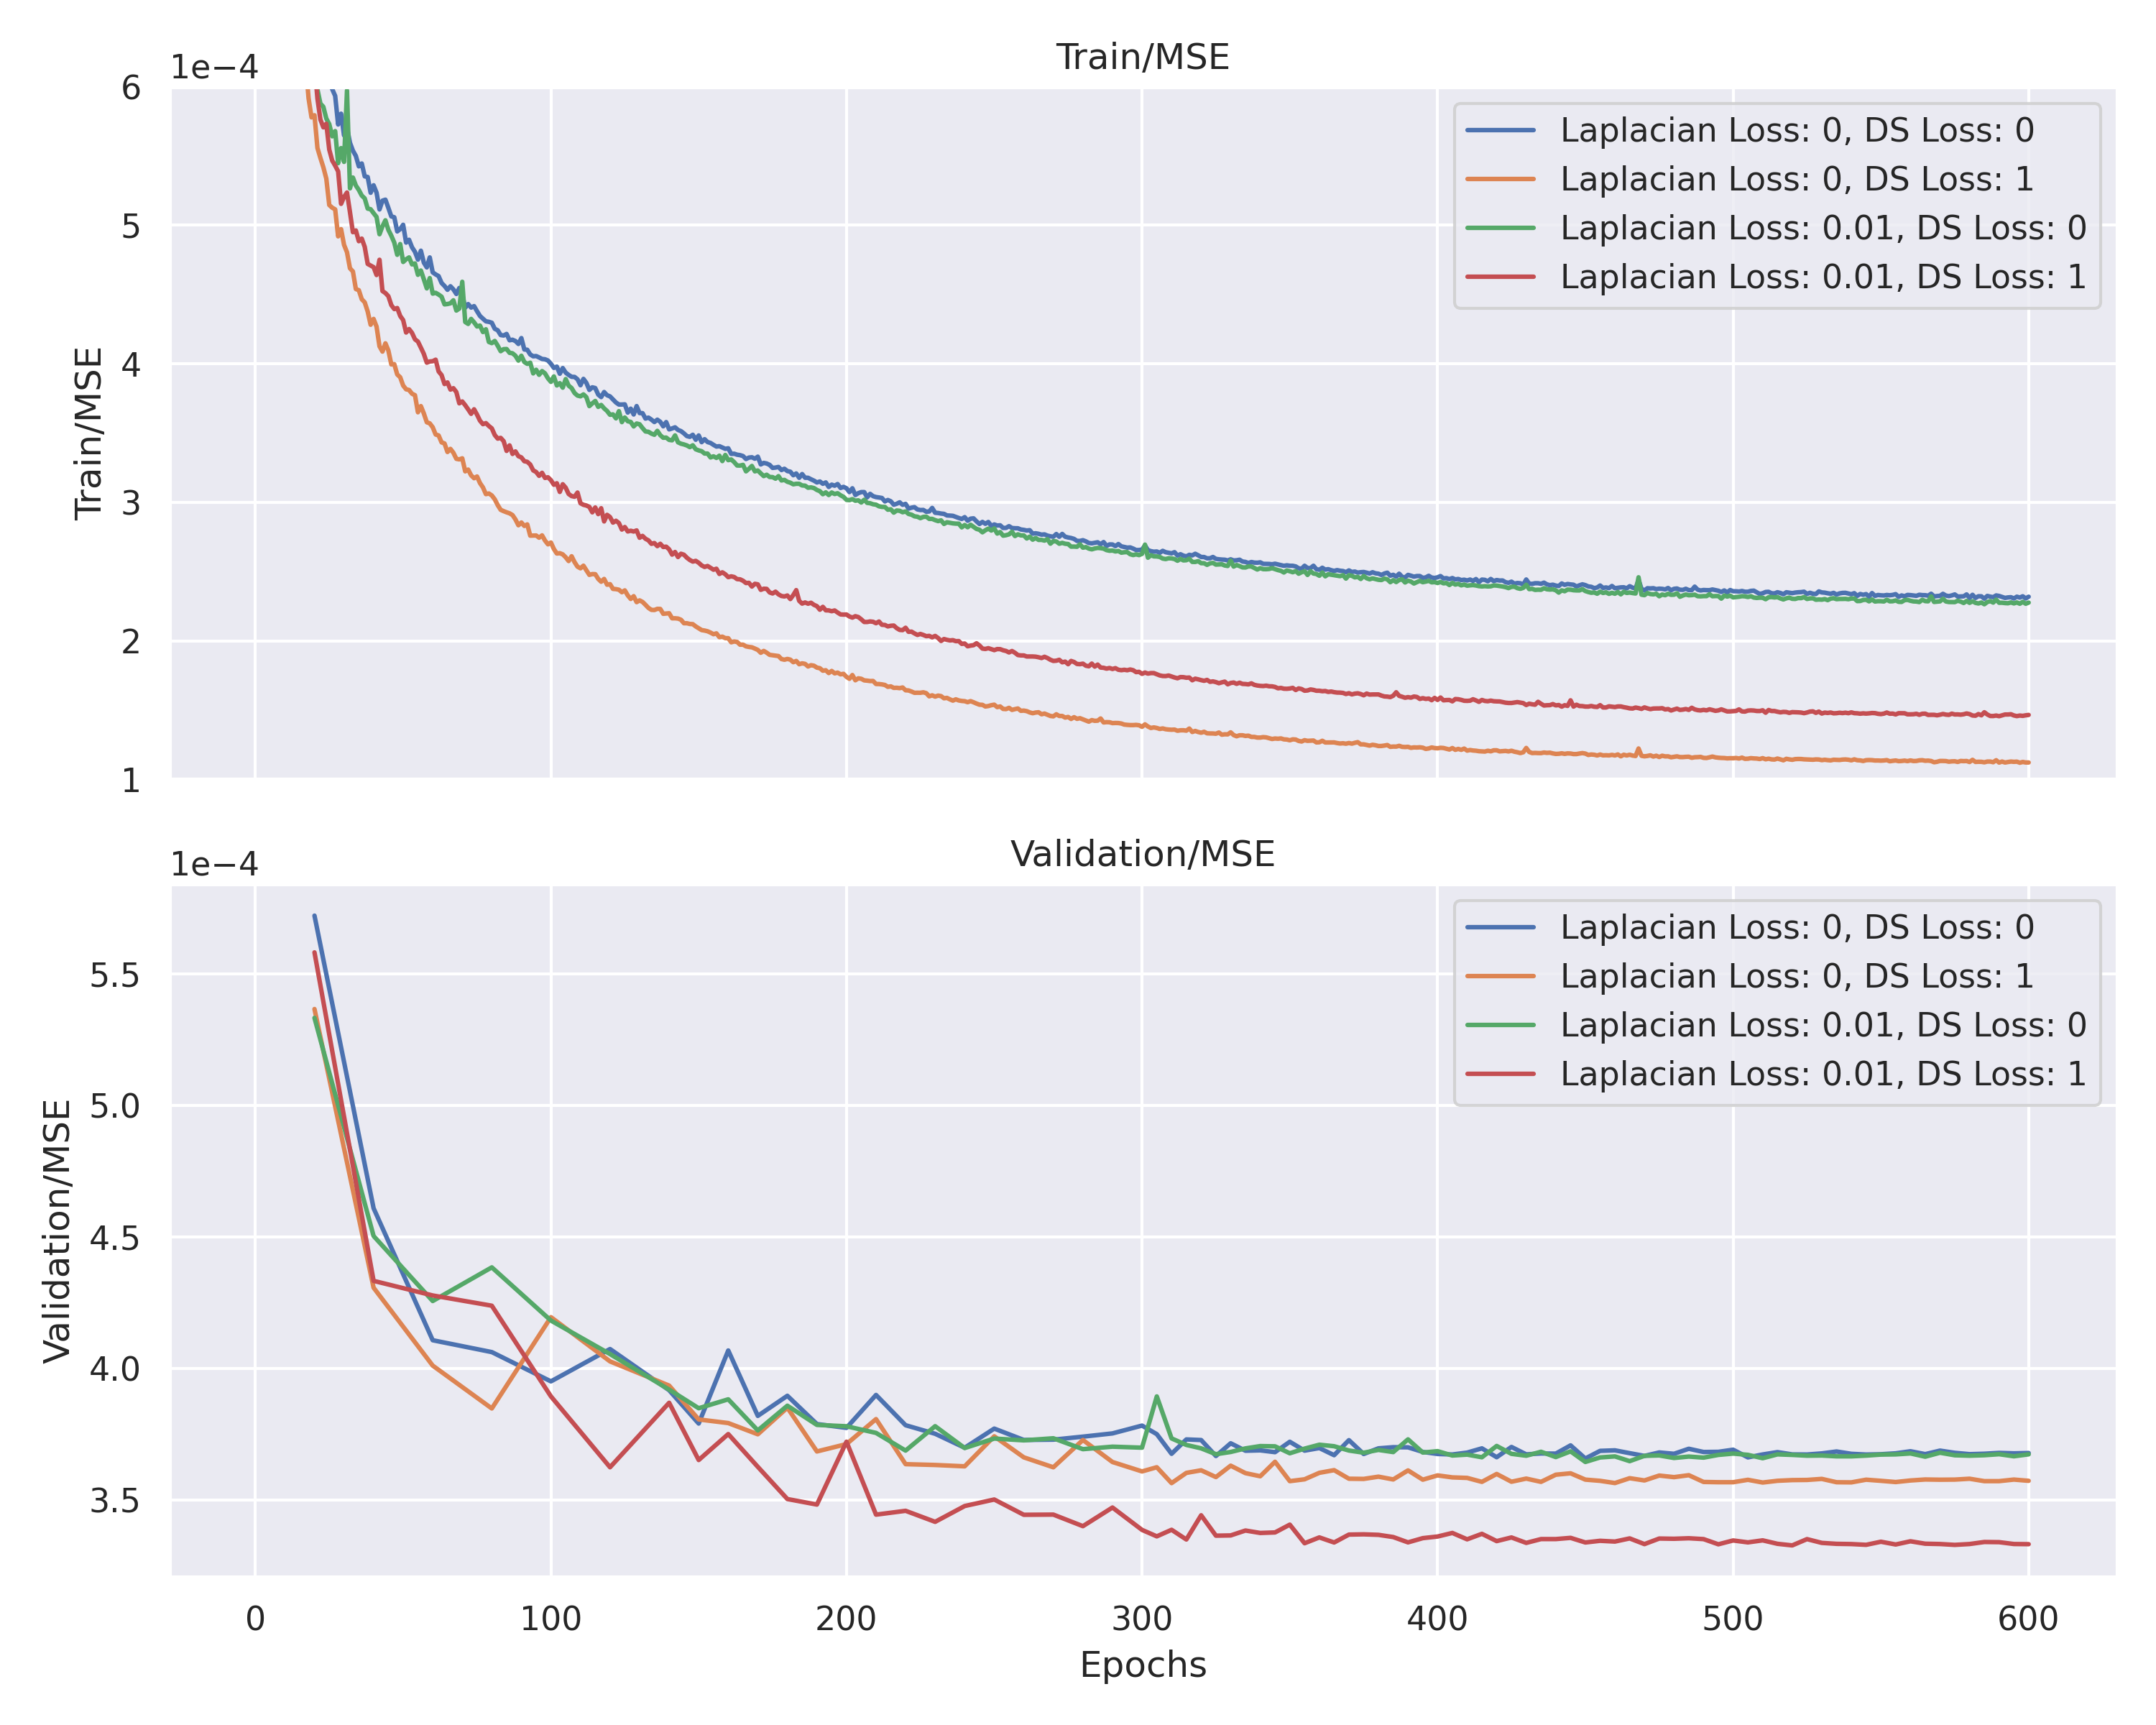 Train/MSE
1e−4
6
5
4
3
2
1
Train/MSE
Laplacian Loss: 0, DS Loss: 0
Laplacian Loss: 0, DS Loss: 1
Laplacian Loss: 0.01, DS Loss: 0
Laplacian Loss: 0.01, DS Loss: 1
Validation/MSE
1e−4
5.5
5.0
4.5
4.0
3.5
Validation/MSE
Laplacian Loss: 0, DS Loss: 0
Laplacian Loss: 0, DS Loss: 1
Laplacian Loss: 0.01, DS Loss: 0
Laplacian Loss: 0.01, DS Loss: 1
0 100 200 300 400 500 600
Epochs